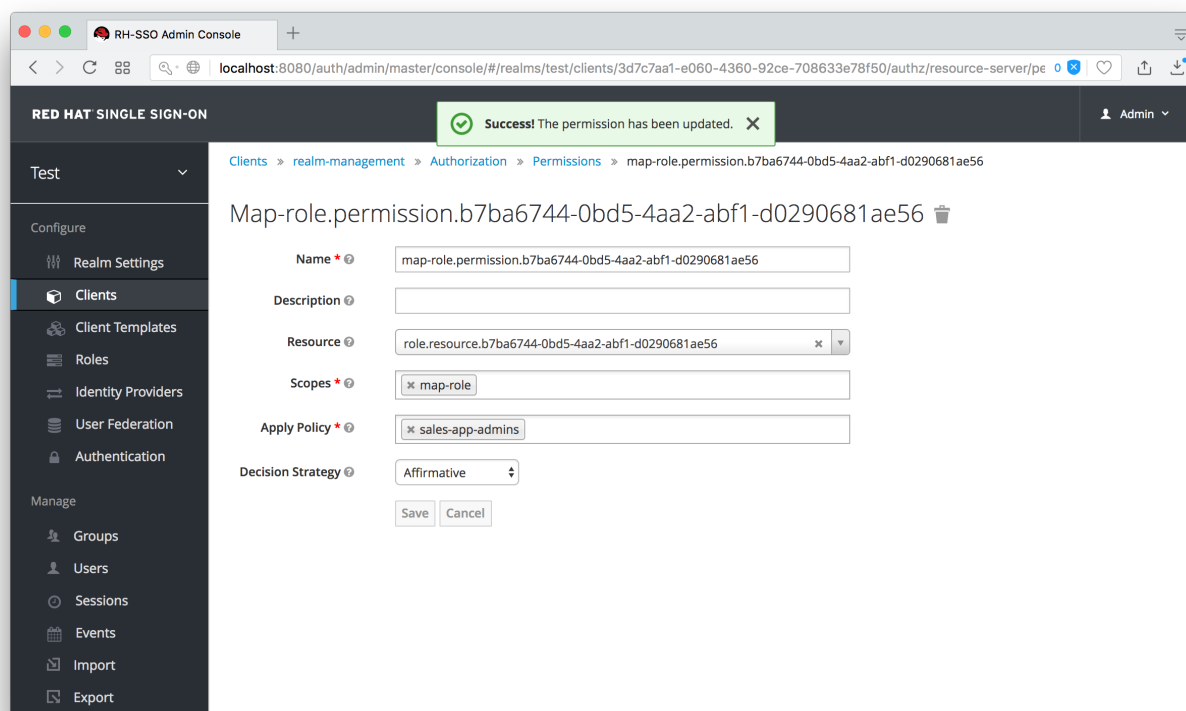 RH-SSO Admin Console
localhost:8080/auth/admin/master/console/#/realms/test/clients/3d7c7aa1-e060-4360-92ce-708633e78f50/authz/resource-server/pe 0
RED HAT SINGLE SIGN-ON
Success! The permission has been updated.
Admin
Test
Clients » realm-management » Authorization » Permissions » map-role.permission.b7ba6744-0bd5-4aa2-abf1-d0290681ae56
Map-role.permission.b7ba6744-0bd5-4aa2-abf1-d0290681ae56
Configure
Realm Settings
Clients
Client Templates
Roles
Identity Providers
User Federation
Authentication
Manage
Groups
Users
Sessions
Events
Import
Export
Name * map-role.permission.b7ba6744-0bd5-4aa2-abf1-d0290681ae56
Description
Resource role.resource.b7ba6744-0bd5-4aa2-abf1-d0290681ae56
Scopes * × map-role
Apply Policy * × sales-app-admins
Decision Strategy Affirmative
Save Cancel